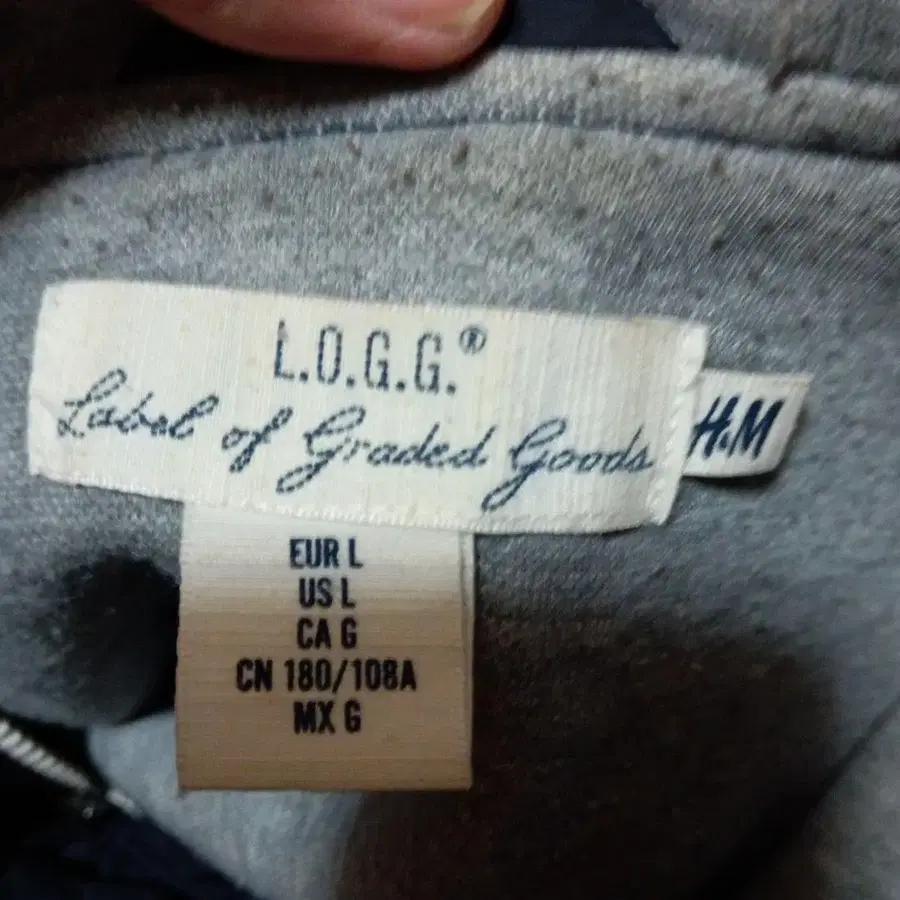 L.O.G.G.®
Label of Graded Goods
H&M
EUR L
US L
CA G
CN 180/108A
MX G